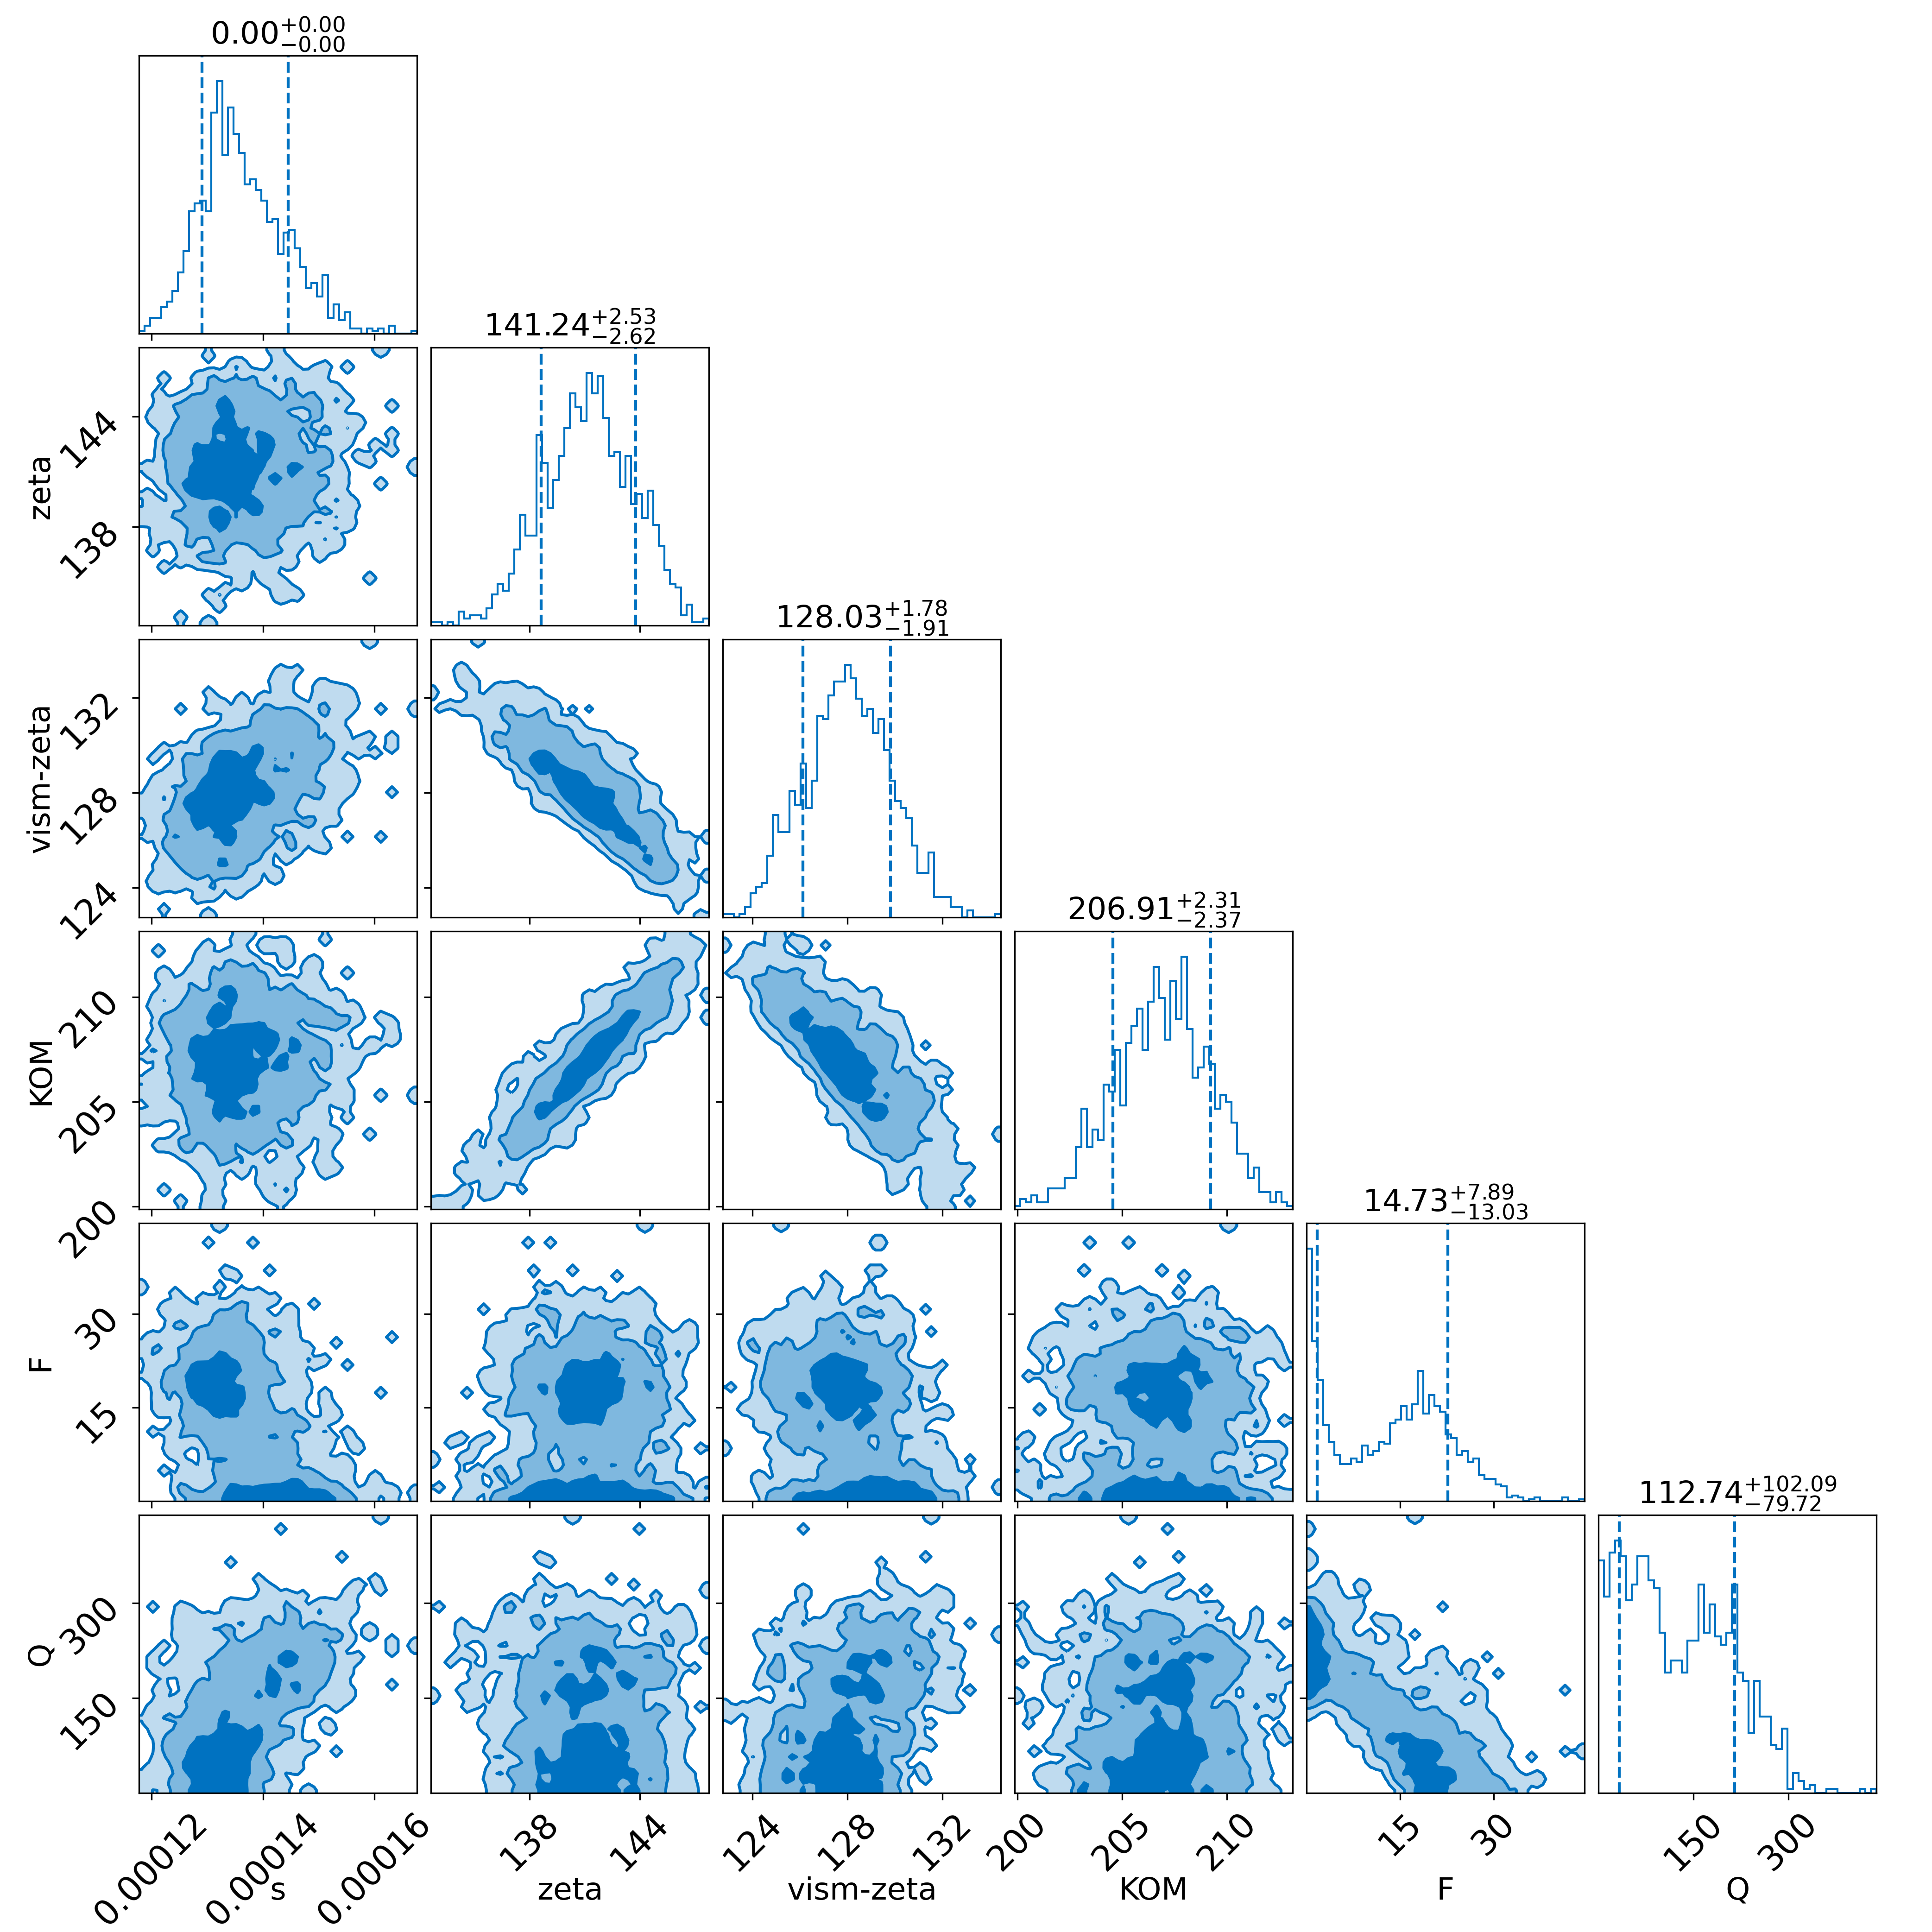 0.00+0.00−0.00
141.24+2.53−2.62
144
138
zeta
128.03+1.78−1.91
132
128
124
vism-zeta
206.91+2.31−2.37
210
205
200
KOM
14.73+7.89−13.03
30
15
F
112.74+102.09−79.72
300
150
Q
0.00012 0.00014 0.00016 138 144 124 128 132 200 205 210 15 30 150 300
s zeta vism-zeta KOM F Q